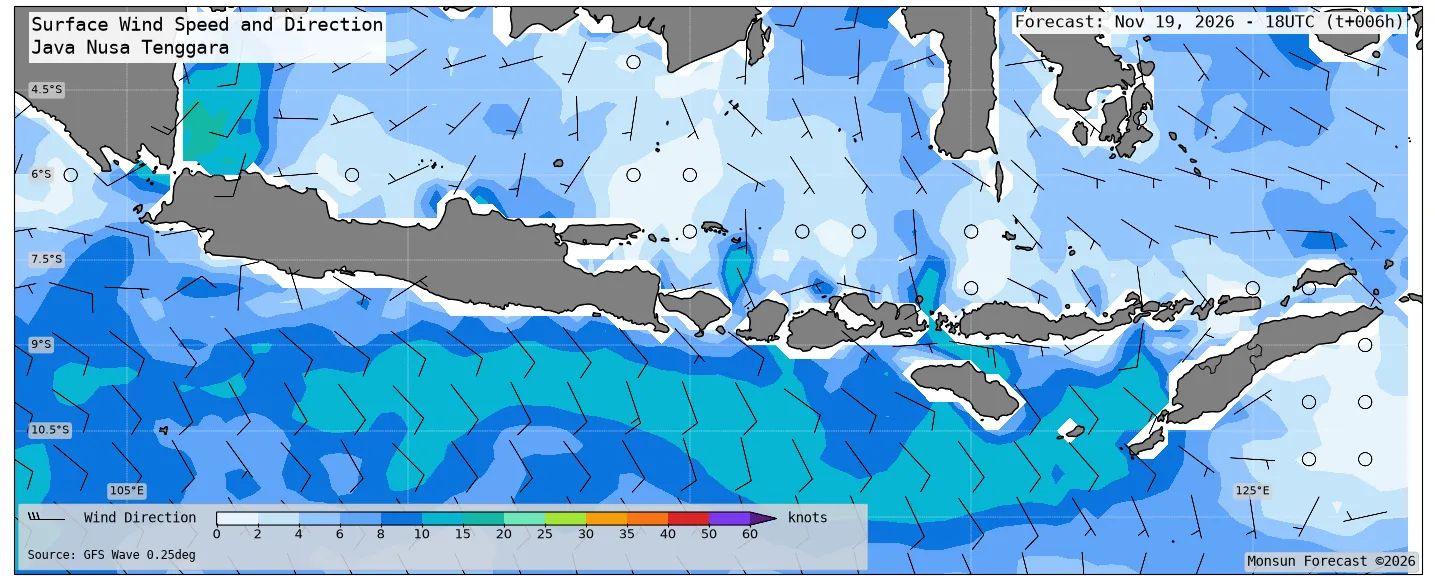 Surface Wind Speed and Direction
Java Nusa Tenggara
Forecast: Nov 19, 2026 - 18UTC (t+006h)
4.5°S
6°S
7.5°S
9°S
10.5°S
105°E
125°E
Wind Direction
0 2 4 6 8 10 15 20 25 30 35 40 50 60
knots
Source: GFS Wave 0.25deg
Monsun Forecast ©2026